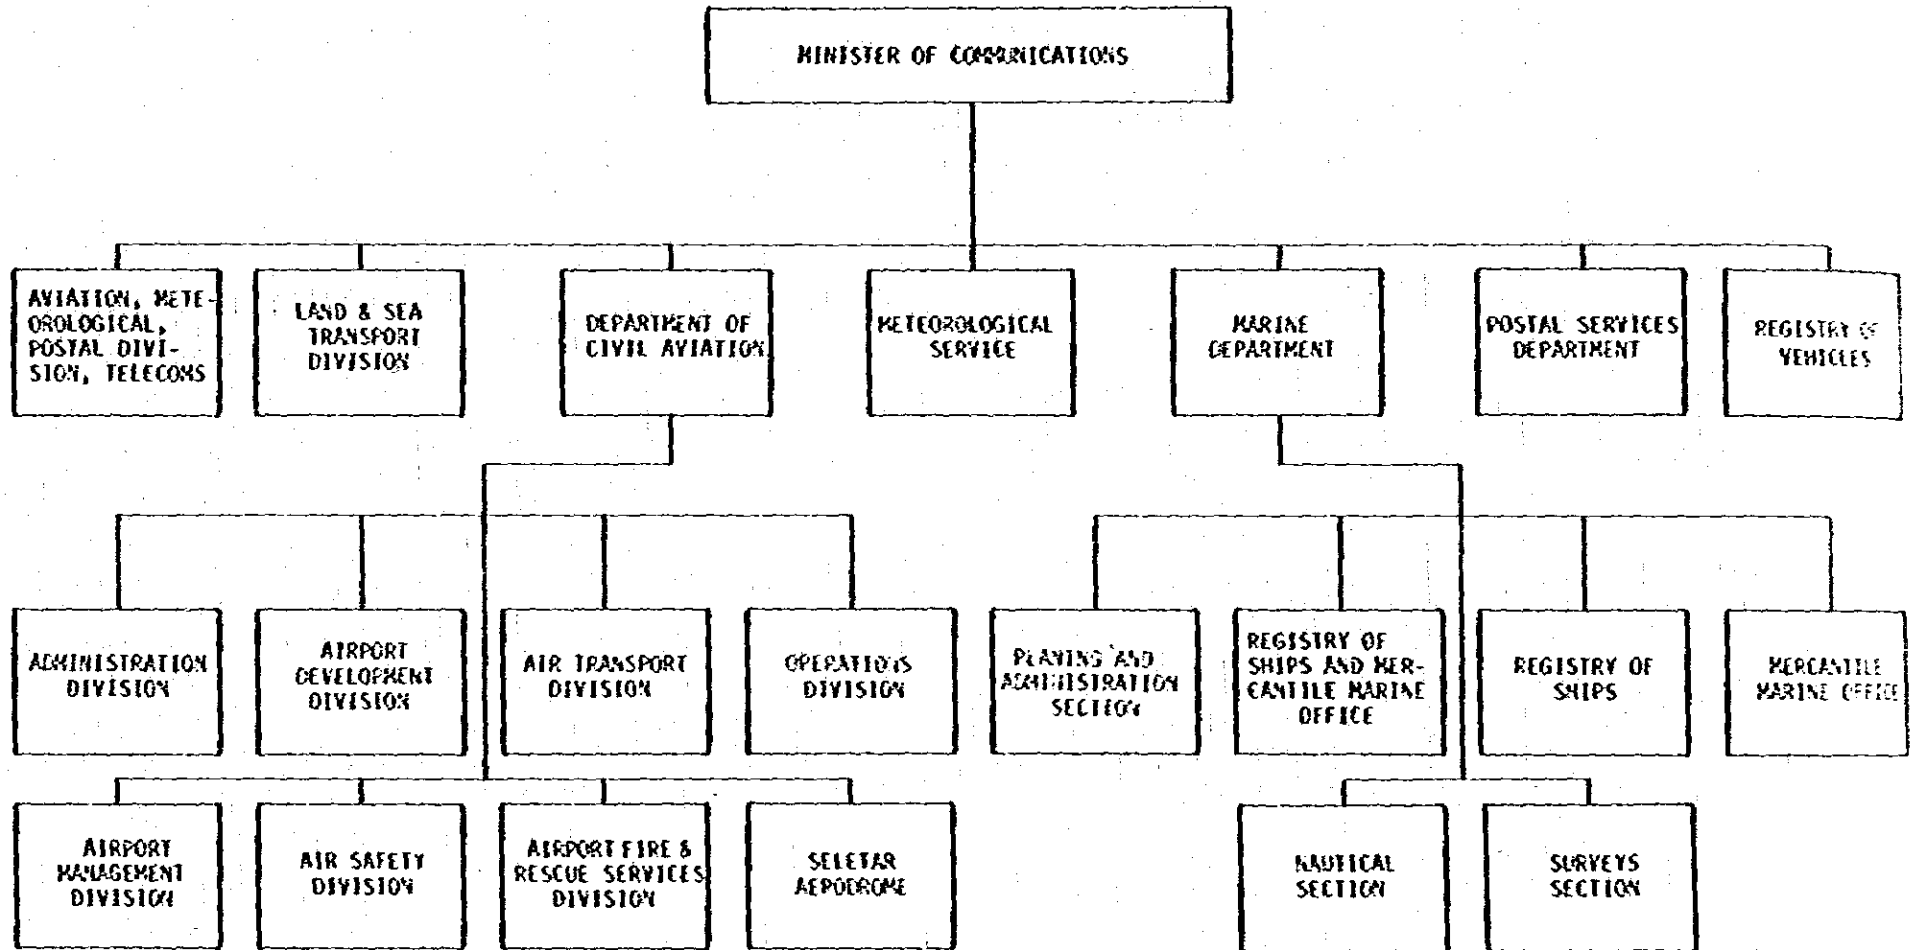 MINISTER OF COMMUNICATIONS
AVIATION, METE-
OROLOGICAL,
POSTAL DIVI-
SION, TELECOMS
LAND & SEA
TRANSPORT
DIVISION
DEPARTMENT OF
CIVIL AVIATION
METEOROLOGICAL
SERVICE
MARINE
DEPARTMENT
POSTAL SERVICES
DEPARTMENT
REGISTRY OF
VEHICLES
ADMINISTRATION
DIVISION
AIRPORT
DEVELOPMENT
DIVISION
AIR TRANSPORT
DIVISION
OPERATIONS
DIVISION
PLANING AND
ADMINISTRATION
SECTION
REGISTRY OF
SHIPS AND MER-
CANTILE MARINE
OFFICE
REGISTRY OF
SHIPS
MERCANTILE
MARINE OFFICE
AIRPORT
MANAGEMENT
DIVISION
AIR SAFETY
DIVISION
AIRPORT FIRE &
RESCUE SERVICES
DIVISION
SELETAR
AERODROME
NAUTICAL
SECTION
SURVEYS
SECTION